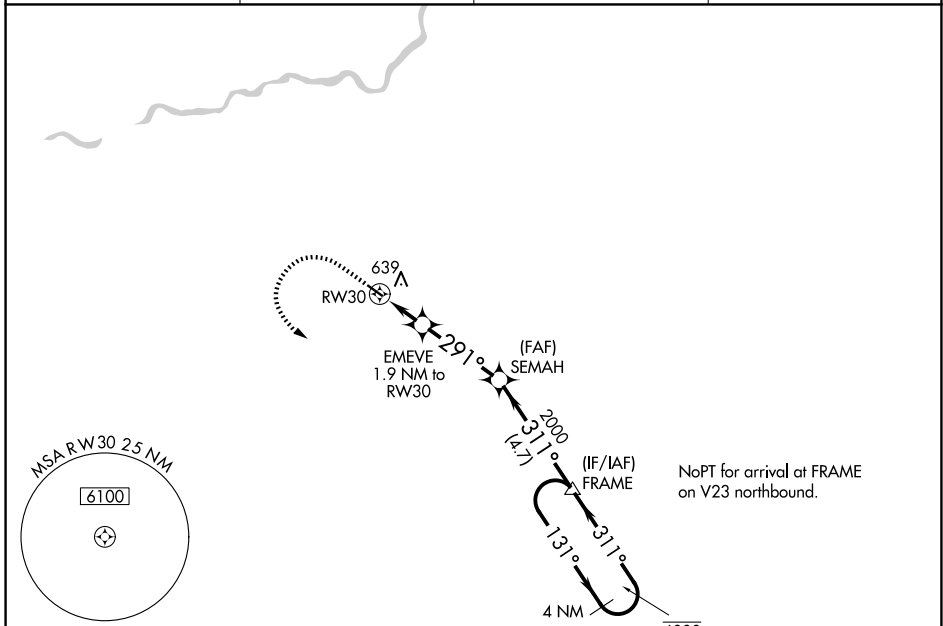 639
RW30
EMEVE
1.9 NM to
RW30
291°
(FAF)
SEMAH
2000
311°
(4.7)
(IF/IAF)
FRAME
NoPT for arrival at FRAME
on V23 northbound.
131°
311°
4 NM
MSA RW30 25 NM
6100